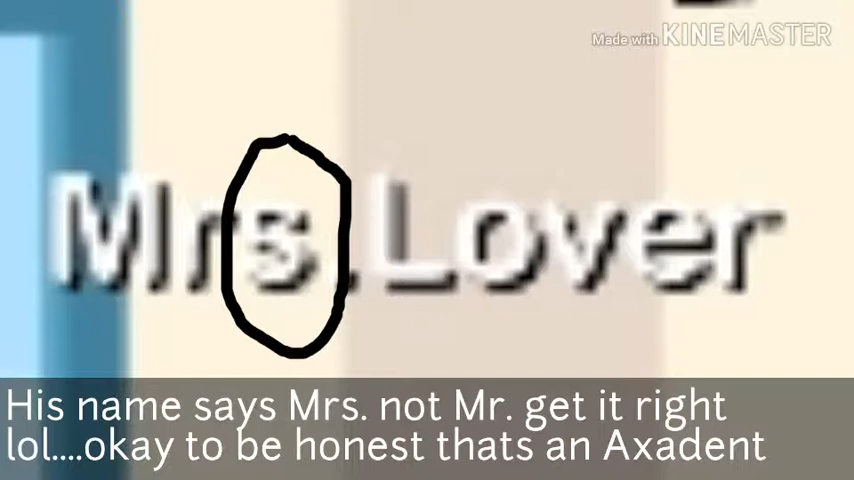 Made with KINEMASTER
Mrs.Lover
His name says Mrs. not Mr. get it right
lol....okay to be honest thats an Axadent